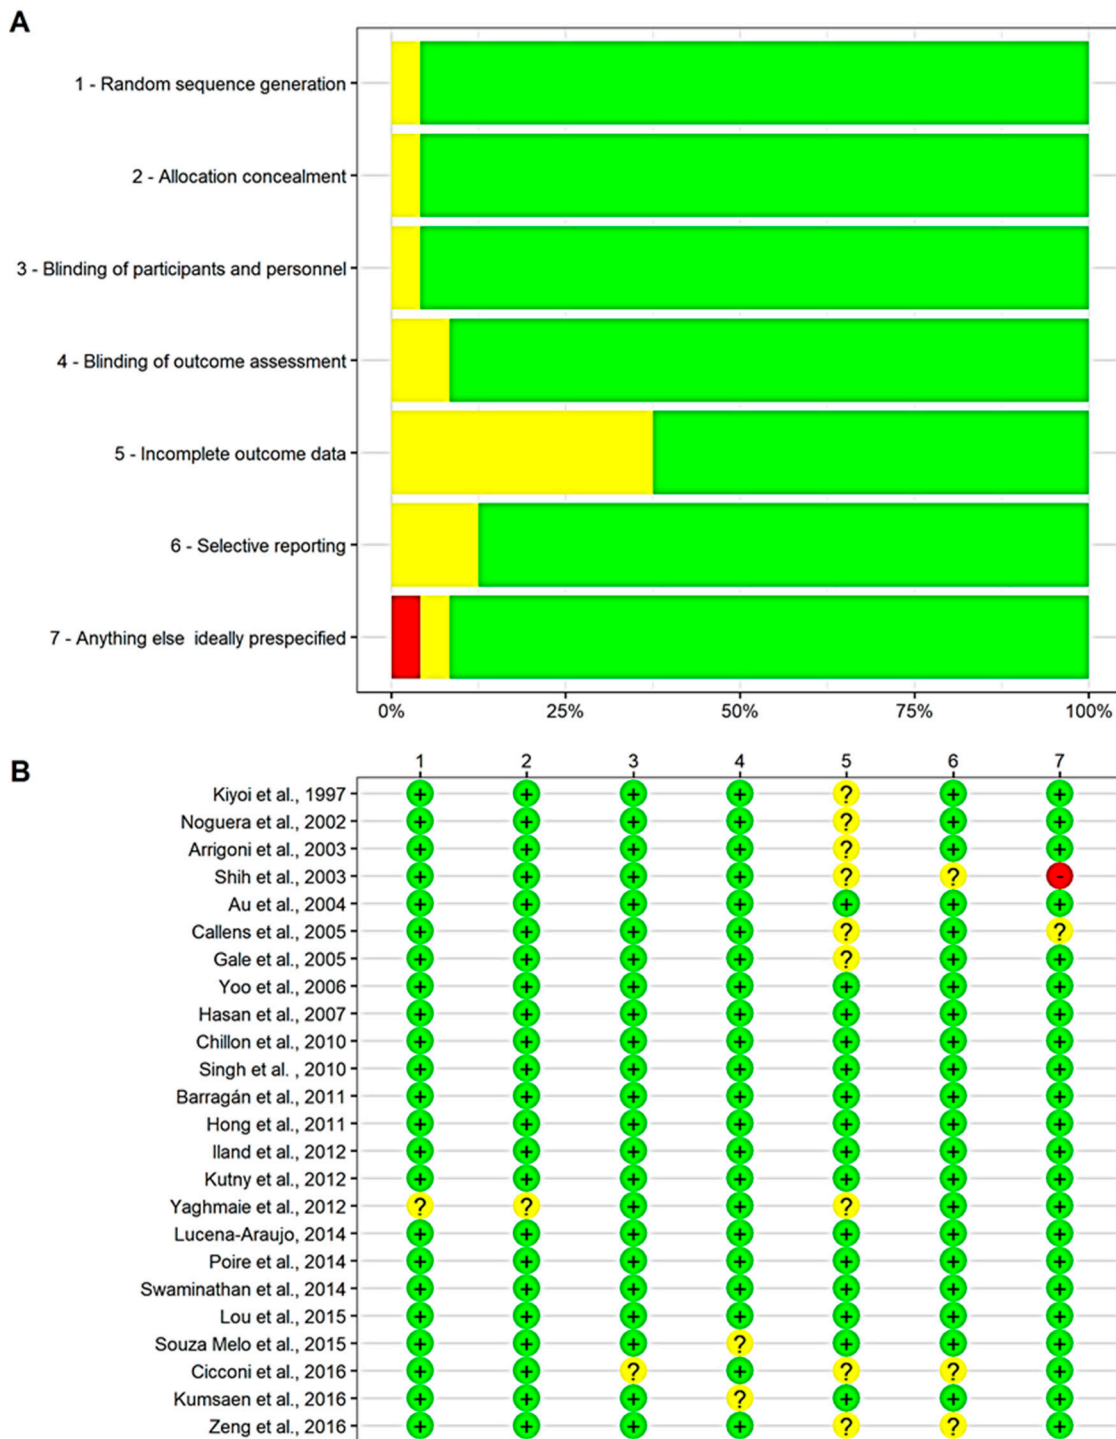 A
1 - Random sequence generation
2 - Allocation concealment
3 - Blinding of participants and personnel
4 - Blinding of outcome assessment
5 - Incomplete outcome data
6 - Selective reporting
7 - Anything else  ideally prespecified
0% 25% 50% 75% 100%
B
1 2 3 4 5 6 7
Kiyoi et al., 1997 + + + + ? + +
Noguera et al., 2002 + + + + ? + +
Arrigoni et al., 2003 + + + + ? + +
Shih et al., 2003 + + + + ? ? -
Au et al., 2004 + + + + + + +
Callens et al., 2005 + + + + ? + ?
Gale et al., 2005 + + + + ? + +
Yoo et al., 2006 + + + + + + +
Hasan et al., 2007 + + + + + + +
Chillon et al., 2010 + + + + + + +
Singh et al. , 2010 + + + + + + +
Barragán et al., 2011 + + + + + + +
Hong et al., 2011 + + + + + + +
Iland et al., 2012 + + + + + + +
Kutny et al., 2012 + + + + + + +
Yaghmaie et al., 2012 ? ? + + ? + +
Lucena-Araujo, 2014 + + + + + + +
Poire et al., 2014 + + + + + + +
Swaminathan et al., 2014 + + + + + + +
Lou et al., 2015 + + + + + + +
Souza Melo et al., 2015 + + + ? + + +
Cicconi et al., 2016 + + ? + ? ? +
Kumsaen et al., 2016 + + + ? + + +
Zeng et al., 2016 + + + + ? ? +